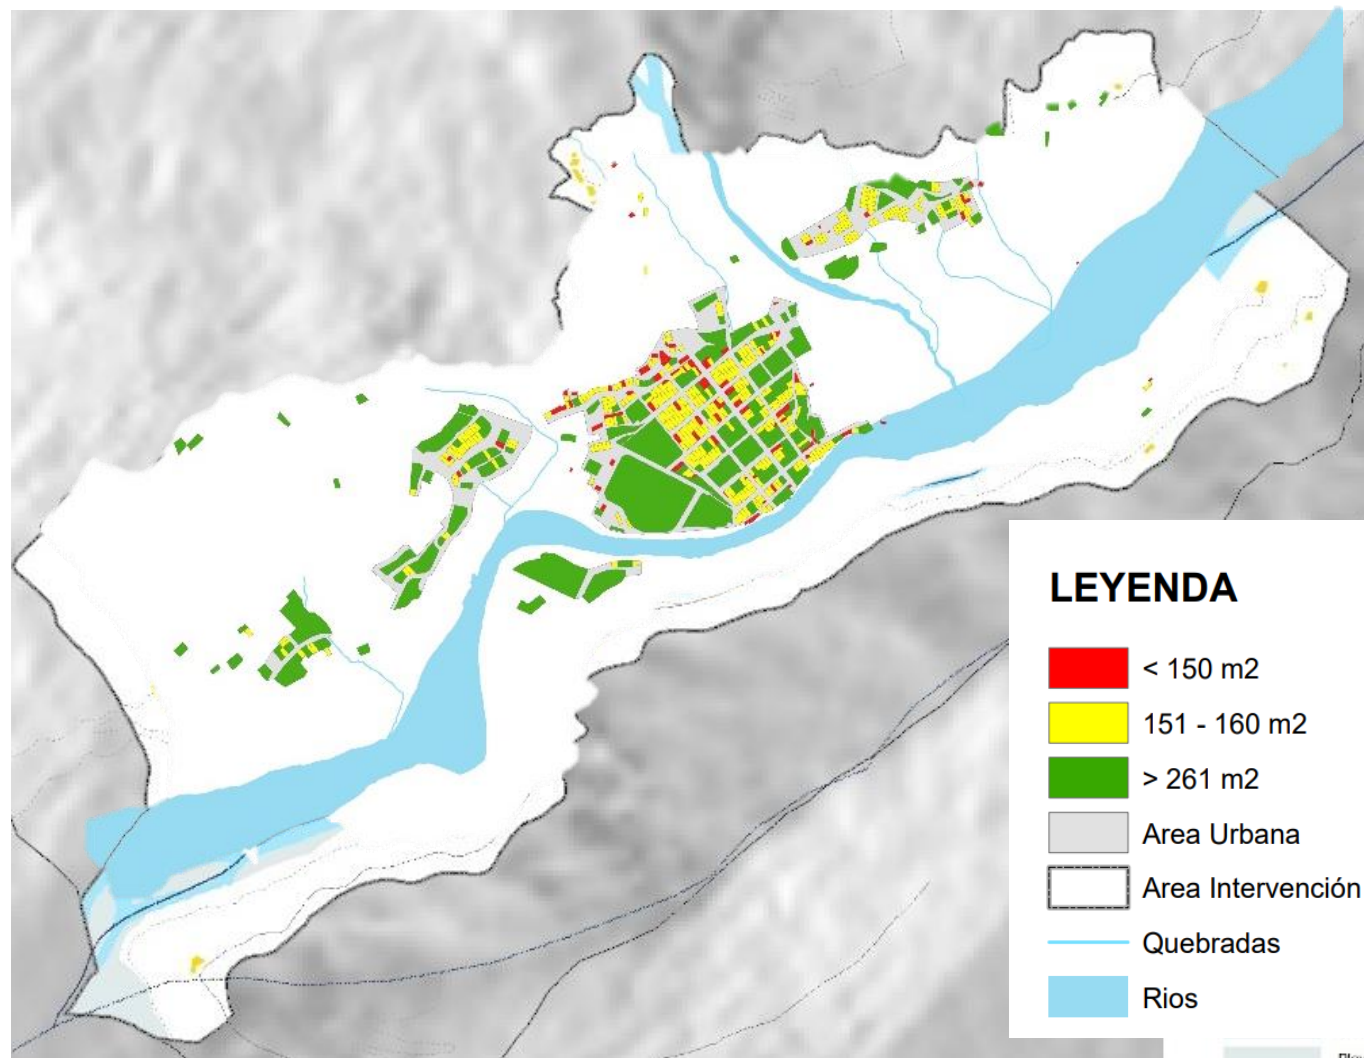 LEYENDA
< 150 m2
151 - 160 m2
> 261 m2
Area Urbana
Area Intervención
Quebradas
Rios